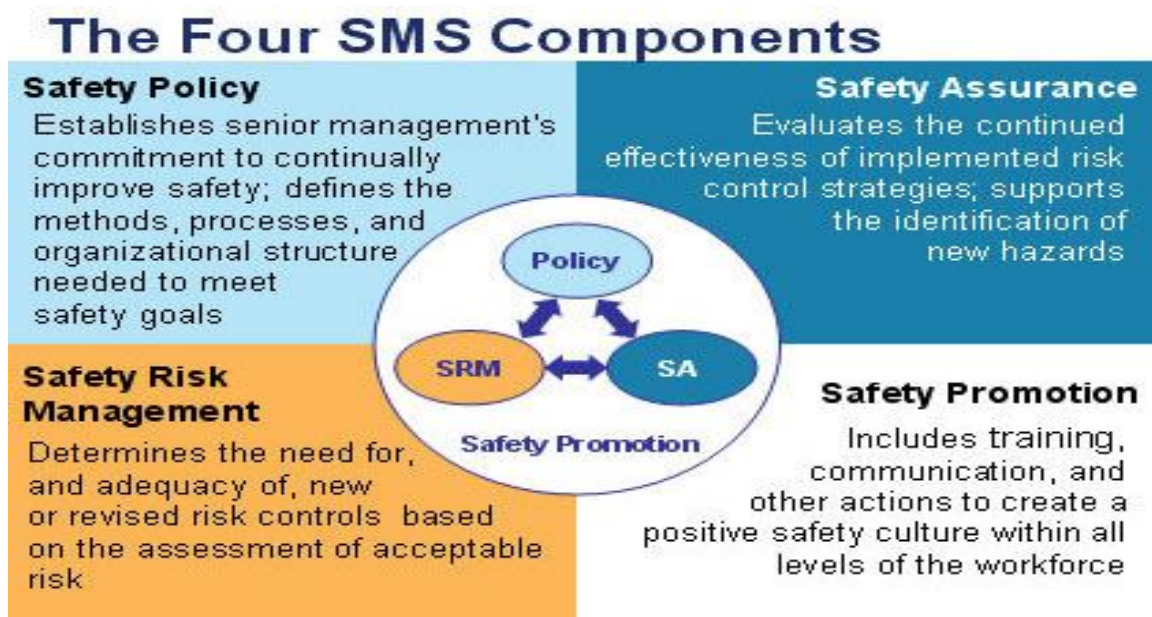 The Four SMS Components
Safety Policy
Establishes senior management's
commitment to continually
improve safety; defines the
methods, processes, and
organizational structure
needed to meet
safety goals
Safety Assurance
Evaluates the continued
effectiveness of implemented risk
control strategies; supports
the identification of
new hazards
Policy
SRM
SA
Safety Promotion
Safety Risk
Management
Determines the need for,
and adequacy of, new
or revised risk controls based
on the assessment of acceptable
risk
Safety Promotion
Includes training,
communication, and
other actions to create a
positive safety culture within all
levels of the workforce